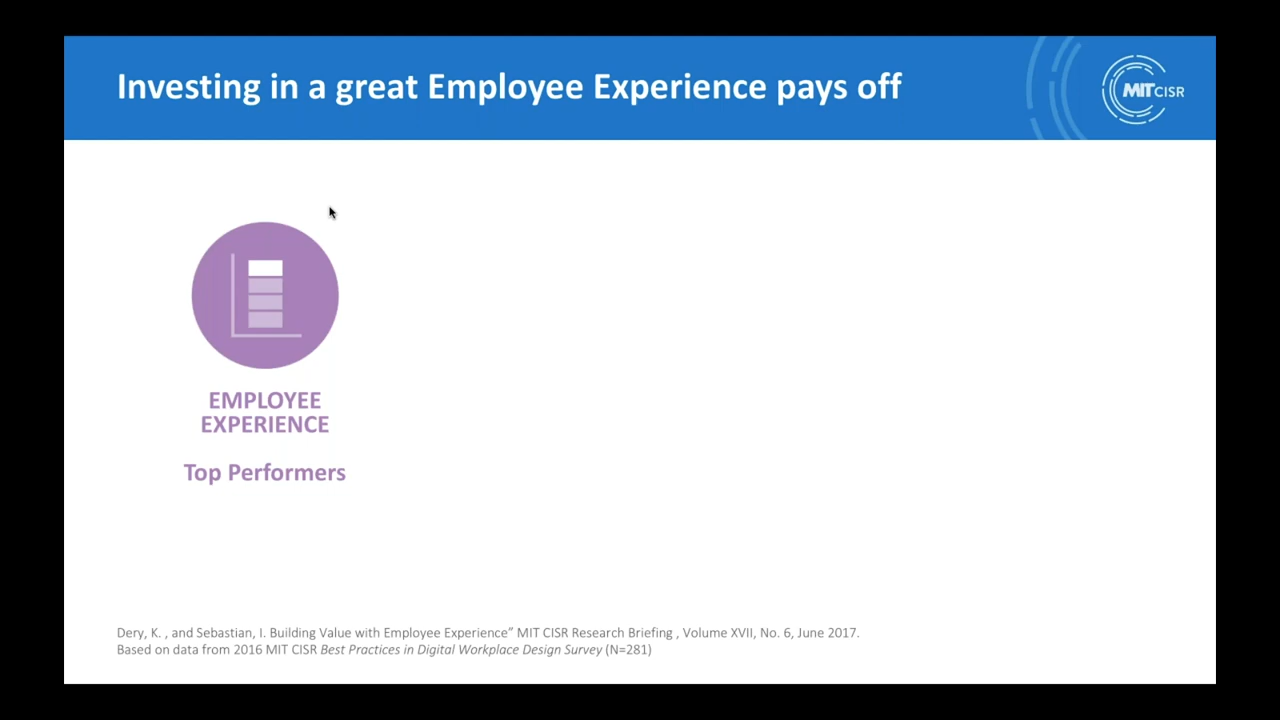 Investing in a great Employee Experience pays off
MIT CISR
EMPLOYEE
EXPERIENCE
Top Performers
Dery, K. , and Sebastian, I. Building Value with Employee Experience” MIT CISR Research Briefing , Volume XVII, No. 6, June 2017.
Based on data from 2016 MIT CISR Best Practices in Digital Workplace Design Survey (N=281)